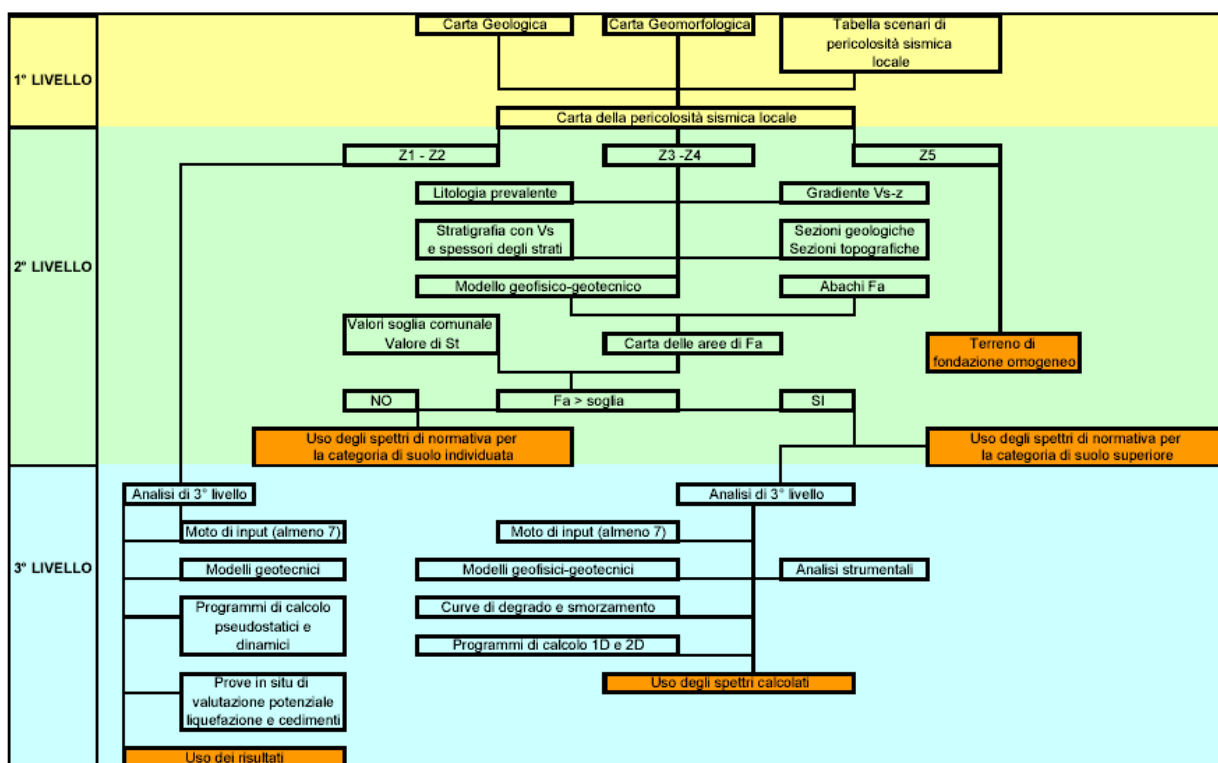 Carta Geologica
Carta Geomorfologica
Tabella scenari di
pericolosità sismica
locale
1° LIVELLO
Carta della pericolosità sismica locale
Z1 - Z2
Z3 -Z4
Z5
Litologia prevalente
Gradiente Vs-z
Stratigrafia con Vs
e spessori degli strati
Sezioni geologiche
Sezioni topografiche
2° LIVELLO
Modello geofisico-geotecnico
Abachi Fa
Valori soglia comunale
Valore di St
Carta delle aree di Fa
Terreno di
fondazione omogeneo
NO
Fa > soglia
SI
Uso degli spettri di normativa per
la categoria di suolo individuata
Uso degli spettri di normativa per
la categoria di suolo superiore
Analisi di 3° livello
Analisi di 3° livello
Moto di input (almeno 7)
Moto di input (almeno 7)
3° LIVELLO
Modelli geotecnici
Modelli geofisici-geotecnici
Analisi strumentali
Programmi di calcolo
pseudostatici e
dinamici
Curve di degrado e smorzamento
Programmi di calcolo 1D e 2D
Prove in situ di
valutazione potenziale
liquefazione e cedimenti
Uso degli spettri calcolati
Uso dei risultati